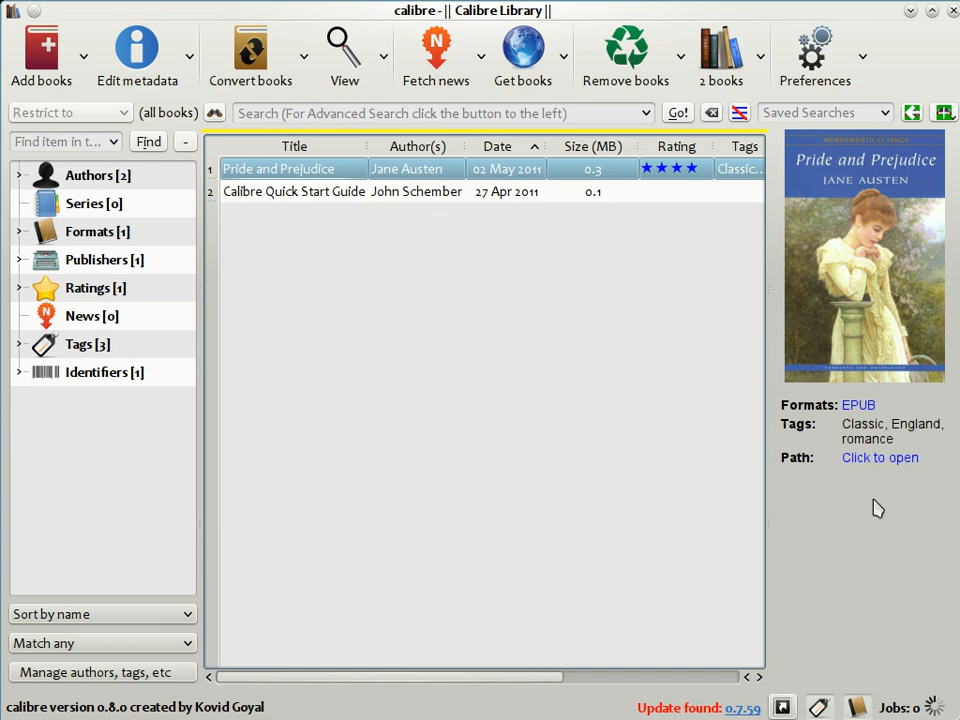 calibre - || Calibre Library ||
Add books
Edit metadata
Convert books
View
Fetch news
Get books
Remove books
2 books
Preferences
Restrict to
(all books)
Search (For Advanced Search click the button to the left)
Go!
Saved Searches
Find item in t...
Find
-
Title
Author(s)
Date
Size (MB)
Rating
Tags
1 Pride and Prejudice Jane Austen 02 May 2011 0.3 ★★★★ Classic...
2 Calibre Quick Start Guide John Schember 27 Apr 2011 0.1
Authors [2]
Series [0]
Formats [1]
Publishers [1]
Ratings [1]
N
News [0]
Tags [3]
Identifiers [1]
WORDSWORTH CLASSICS
Pride and Prejudice
JANE AUSTEN
COMPLETE AND UNABRIDGED
Formats: EPUB
Tags: Classic, England,
romance
Path: Click to open
Sort by name
Match any
Manage authors, tags, etc
calibre version 0.8.0 created by Kovid Goyal
Update found: 0.7.59
Jobs: 0